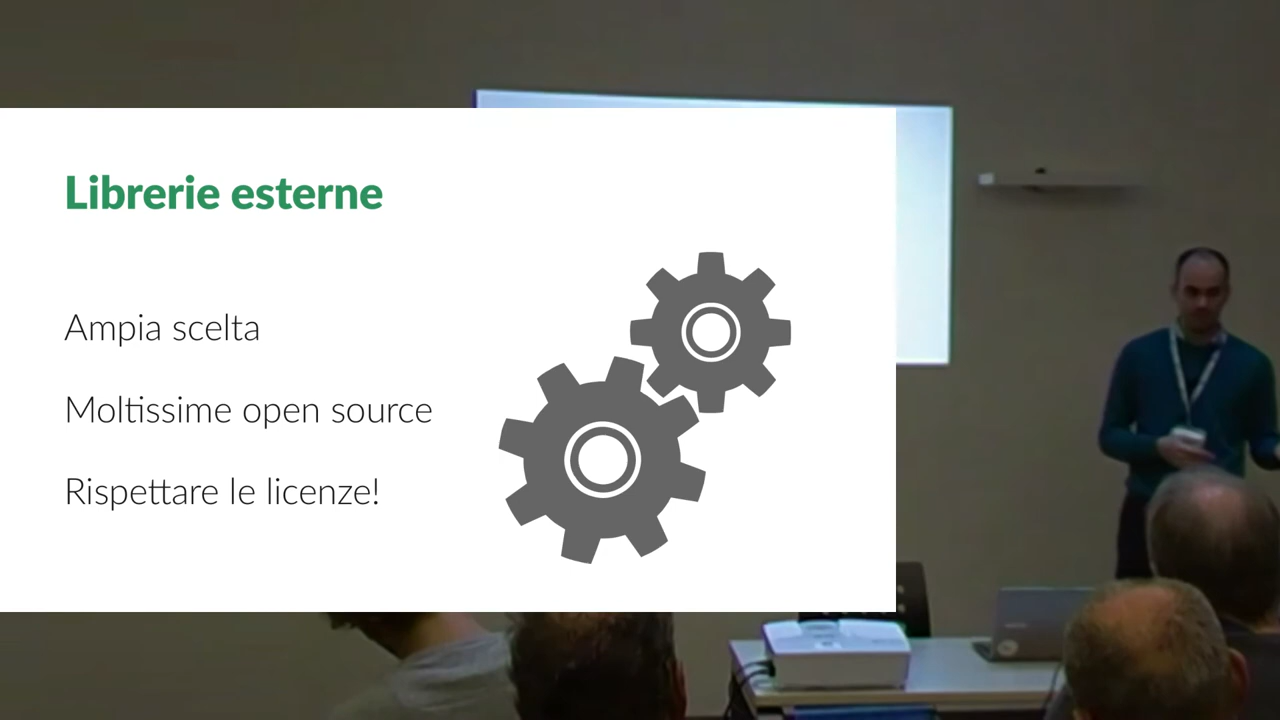 Librerie esterne
Ampia scelta
Moltissime open source
Rispettare le licenze!